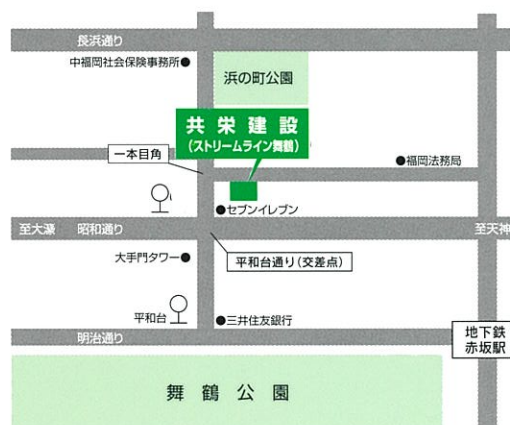 長浜通り
中福岡社会保険事務所
浜の町公園
共栄建設
(ストリームライン舞鶴)
一本目角
福岡法務局
セブンイレブン
至大濠
昭和通り
至天神
平和台通り(交差点)
大手門タワー
平和台
三井住友銀行
明治通り
地下鉄
赤坂駅
舞鶴公園